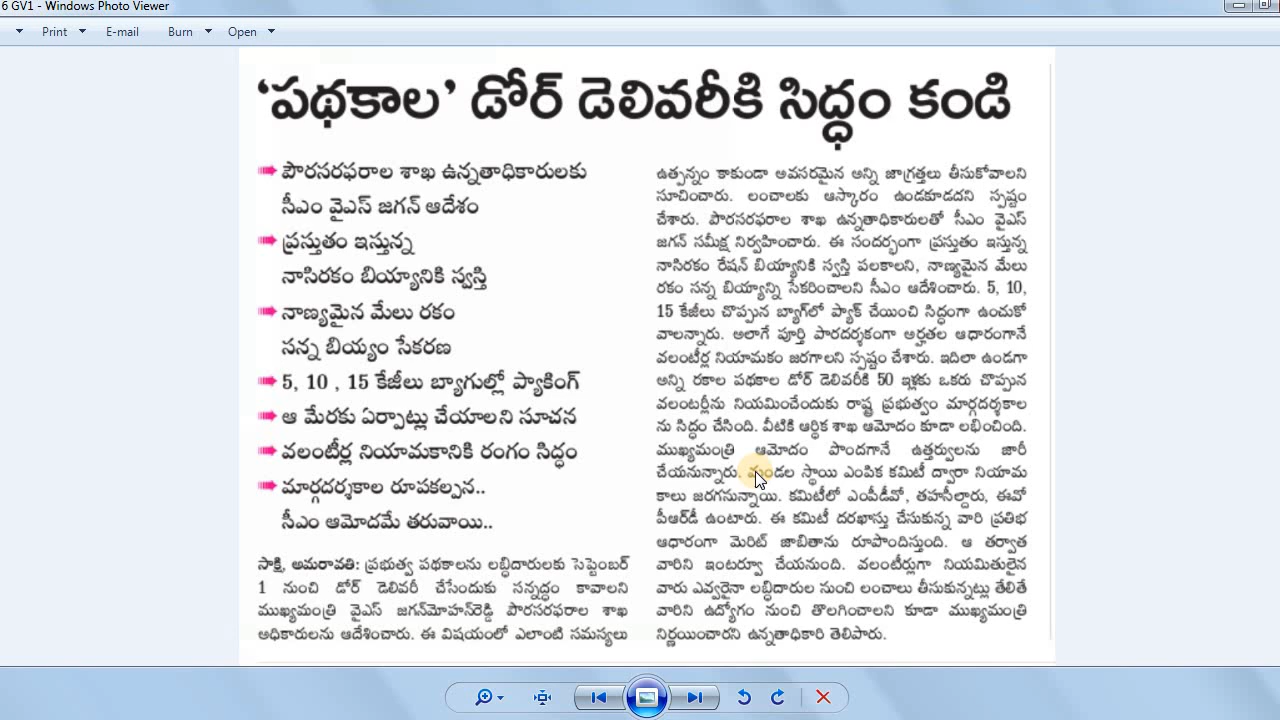 6 GV1 - Windows Photo Viewer
Print
E-mail
Burn
Open
‘పథకాల’ డోర్ డెలివరీకి సిద్ధం కండి
పౌరసరఫరాల శాఖ ఉన్నతాధికారులకు
సీఎం వైఎస్ జగన్ ఆదేశం
ప్రస్తుతం ఇస్తున్న
నాసిరకం బియ్యానికి స్వస్తి
నాణ్యమైన మేలు రకం
సన్న బియ్యం సేకరణ
5, 10 , 15 కేజీలు బ్యాగుల్లో ప్యాకింగ్
ఆ మేరకు ఏర్పాట్లు చేయాలని సూచన
వలంటీర్ల నియామకానికి రంగం సిద్ధం
మార్గదర్శకాల రూపకల్పన..
సీఎం ఆమోదమే తరువాయి..
సాక్షి, అమరావతి: ప్రభుత్వ పథకాలను లబ్ధిదారులకు సెప్టెంబర్
1 నుంచి డోర్ డెలివరీ చేసేందుకు సన్నద్ధం కావాలని
ముఖ్యమంత్రి వైఎస్ జగన్‌మోహన్‌రెడ్డి పౌరసరఫరాల శాఖ
అధికారులను ఆదేశించారు. ఈ విషయంలో ఎలాంటి సమస్యలు
ఉత్పన్నం కాకుండా అవసరమైన అన్ని జాగ్రత్తలు తీసుకోవాలని
సూచించారు. లంచాలకు ఆస్కారం ఉండకూడదని స్పష్టం
చేశారు. పౌరసరఫరాల శాఖ ఉన్నతాధికారులతో సీఎం వైఎస్
జగన్ సమీక్ష నిర్వహించారు. ఈ సందర్భంగా ప్రస్తుతం ఇస్తున్న
నాసిరకం రేషన్ బియ్యానికి స్వస్తి పలకాలని, నాణ్యమైన మేలు
రకం సన్న బియ్యాన్ని సేకరించాలని సీఎం ఆదేశించారు. 5, 10,
15 కేజీలు చొప్పున బ్యాగ్‌లో ప్యాక్ చేయించి సిద్ధంగా ఉంచుకో
వాలన్నారు. అలాగే పూర్తి పారదర్శకంగా అర్హతల ఆధారంగానే
వలంటీర్ల నియామకం జరగాలని స్పష్టం చేశారు. ఇదిలా ఉండగా
అన్ని రకాల పథకాల డోర్ డెలివరీకి 50 ఇళ్లకు ఒకరు చొప్పున
వలంటర్లీను నియమించేందుకు రాష్ట్ర ప్రభుత్వం మార్గదర్శకాల
ను సిద్ధం చేసింది. వీటికి ఆర్థిక శాఖ ఆమోదం కూడా లభించింది.
ముఖ్యమంత్రి ఆమోదం పొందగానే ఉత్తర్వులను జారీ
చేయనున్నారు. మండల స్థాయి ఎంపిక కమిటీ ద్వారా నియామ
కాలు జరగనున్నాయి. కమిటీలో ఎంపీడీవో, తహసీల్దారు, ఈవో
పీఆర్‌డీ ఉంటారు. ఈ కమిటీ దరఖాస్తు చేసుకున్న వారి ప్రతిభ
ఆధారంగా మెరిట్ జాబితాను రూపొందిస్తుంది. ఆ తర్వాత
వారిని ఇంటర్వూ చేయనుంది. వలంటీర్లుగా నియమితులైన
వారు ఎవ్వరైనా లబ్ధిదారుల నుంచి లంచాలు తీసుకున్నట్లు తేలితే
వారిని ఉద్యోగం నుంచి తొలగించాలని కూడా ముఖ్యమంత్రి
నిర్ణయించారని ఉన్నతాధికారి తెలిపారు.